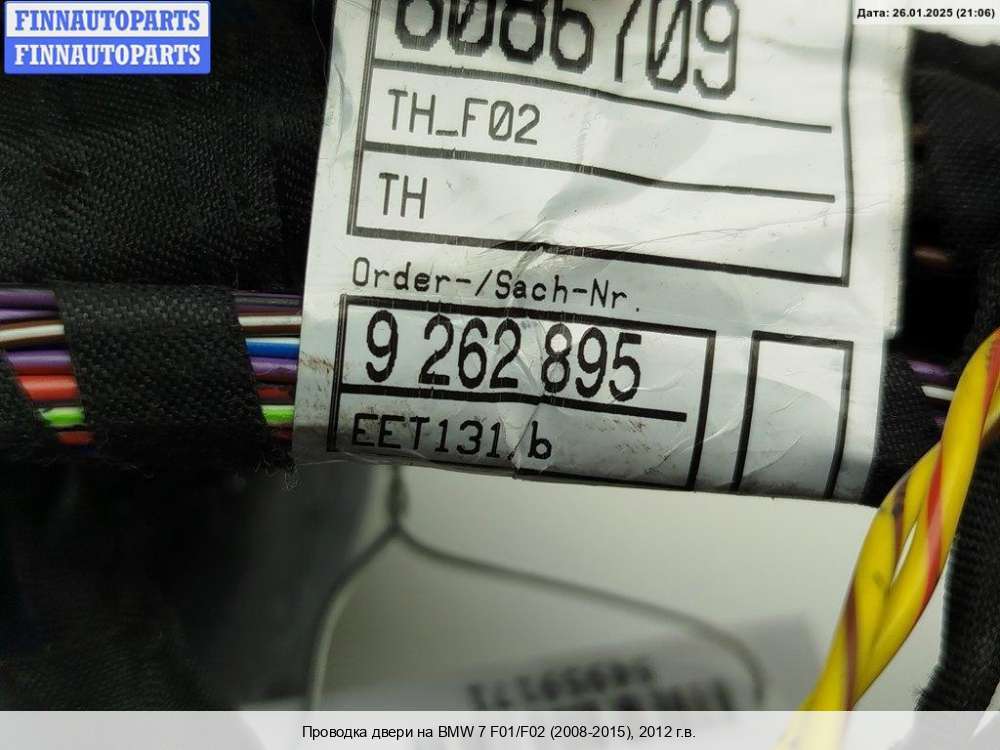 FINNAUTOPARTS
FINNAUTOPARTS
Дата: 26.01.2025 (21:06)
6086709
TH_F02
TH
Order-/Sach-Nr.
9 262 895
EET131.b
Проводка двери на BMW 7 F01/F02 (2008-2015), 2012 г.в.